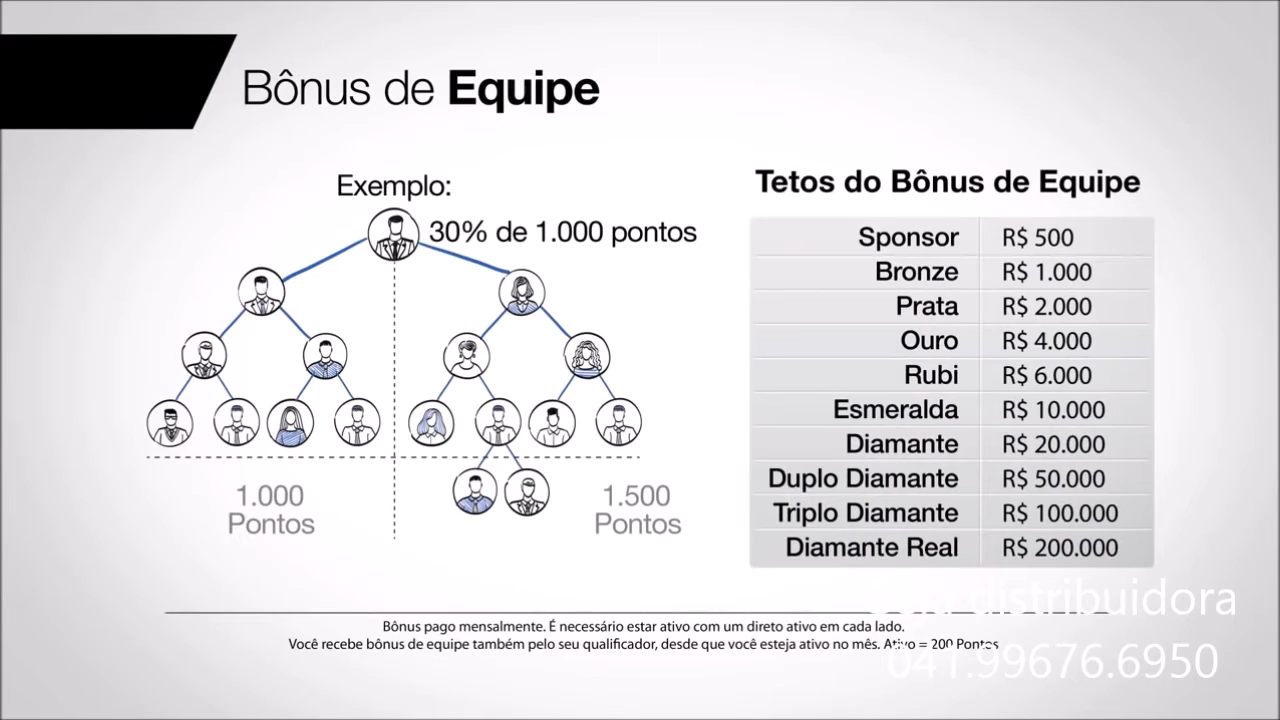 Bônus de Equipe
Exemplo:
30% de 1.000 pontos
1.000
Pontos
1.500
Pontos
Tetos do Bônus de Equipe
Sponsor R$ 500
Bronze R$ 1.000
Prata R$ 2.000
Ouro R$ 4.000
Rubi R$ 6.000
Esmeralda R$ 10.000
Diamante R$ 20.000
Duplo Diamante R$ 50.000
Triplo Diamante R$ 100.000
Diamante Real R$ 200.000
distribuidora
Bônus pago mensalmente. É necessário estar ativo com um direto ativo em cada lado.
Você recebe bônus de equipe também pelo seu qualificador, desde que você esteja ativo no mês. Ativo = 200 Pontos
041.99676.6950